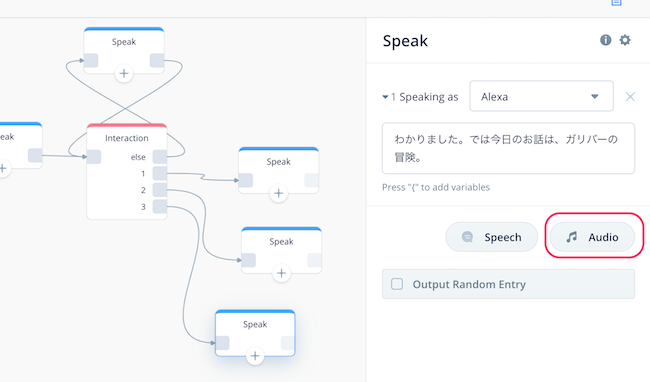 Speak
eak
Interaction
else
1
2
3
Speak
Speak
Speak
Speak
1 Speaking as
Alexa
わかりました。では今日のお話は、ガリバーの
冒険。
Press "{" to add variables
Speech
Audio
Output Random Entry